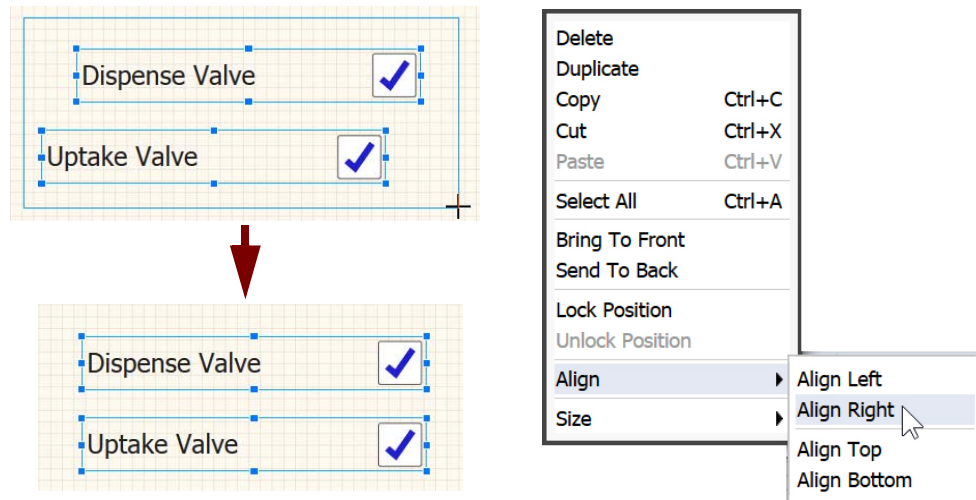 Dispense Valve
Uptake Valve
Dispense Valve
Uptake Valve
Delete
Duplicate
Copy Ctrl+C
Cut Ctrl+X
Paste Ctrl+V
Select All Ctrl+A
Bring To Front
Send To Back
Lock Position
Unlock Position
Align
Size
Align Left
Align Right
Align Top
Align Bottom